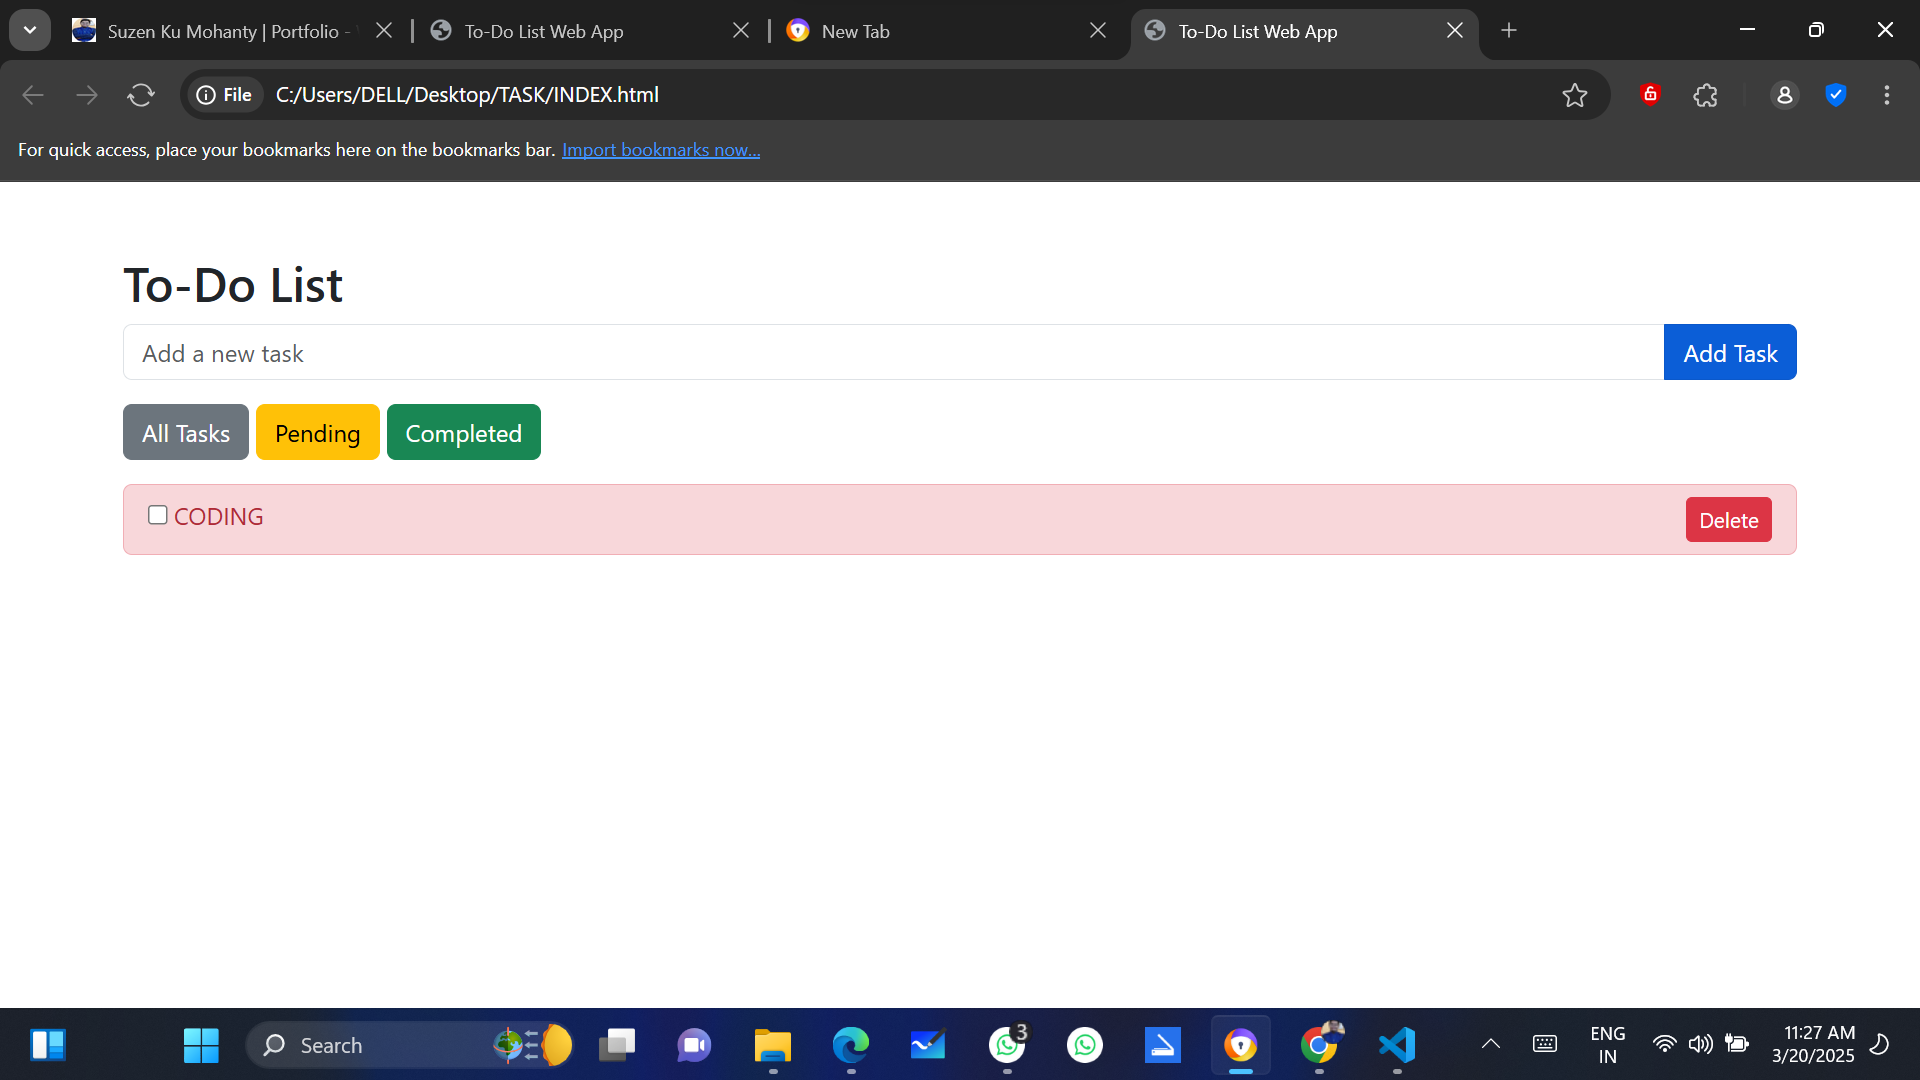 Suzen Ku Mohanty | Portfolio -
To-Do List Web App
New Tab
To-Do List Web App
File
C:/Users/DELL/Desktop/TASK/INDEX.html
For quick access, place your bookmarks here on the bookmarks bar. Import bookmarks now...
To-Do List
Add a new task
Add Task
All Tasks
Pending
Completed
CODING
Delete
Search
3
ENG
IN
11:27 AM
3/20/2025